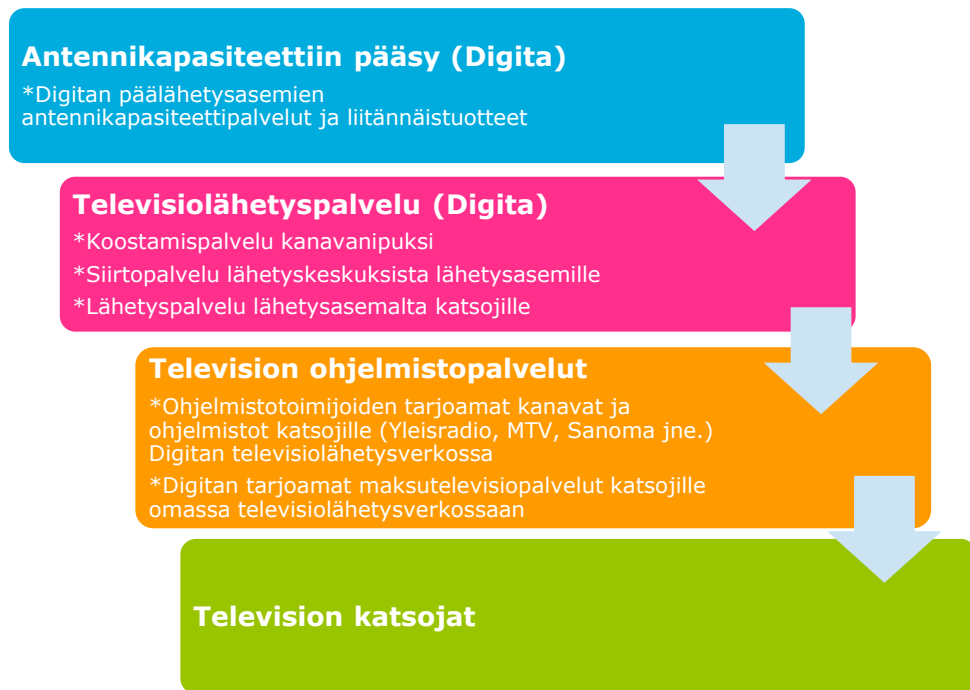 Antennikapasiteettiin pääsy (Digita)
*Digitan päälähetysasemien
antennikapasiteettipalvelut ja liitännäistuotteet
Televisiolähetyspalvelu (Digita)
*Koostamispalvelu kanavanipuksi
*Siirtopalvelu lähetyskeskuksista lähetysasemille
*Lähetyspalvelu lähetysasemalta katsojille
Television ohjelmistopalvelut
*Ohjelmistotoimijoiden tarjoamat kanavat ja
ohjelmistot katsojille (Yleisradio, MTV, Sanoma jne.)
Digitan televisiolähetysverkossa
*Digitan tarjoamat maksutelevisiopalvelut katsojille
omassa televisiolähetysverkossaan
Television katsojat